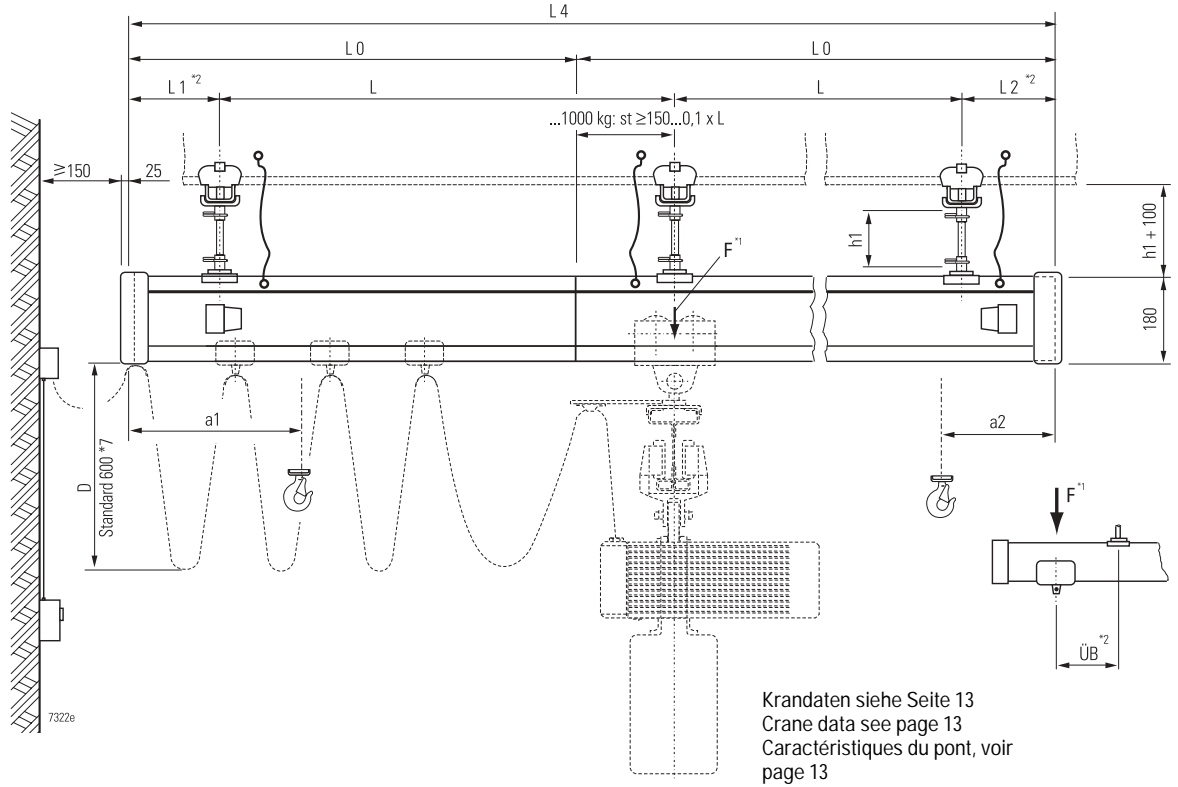 L 4
L 0
L 0
L 1 *2
L
L
L 2 *2
...1000 kg: st ≥150...0,1 x L
≥150
25
h1
h1 + 100
F *1
180
a1
a2
D
Standard 600 *7
F *1
ÜB *2
7322e
Krandaten siehe Seite 13
Crane data see page 13
Caractéristiques du pont, voir
page 13